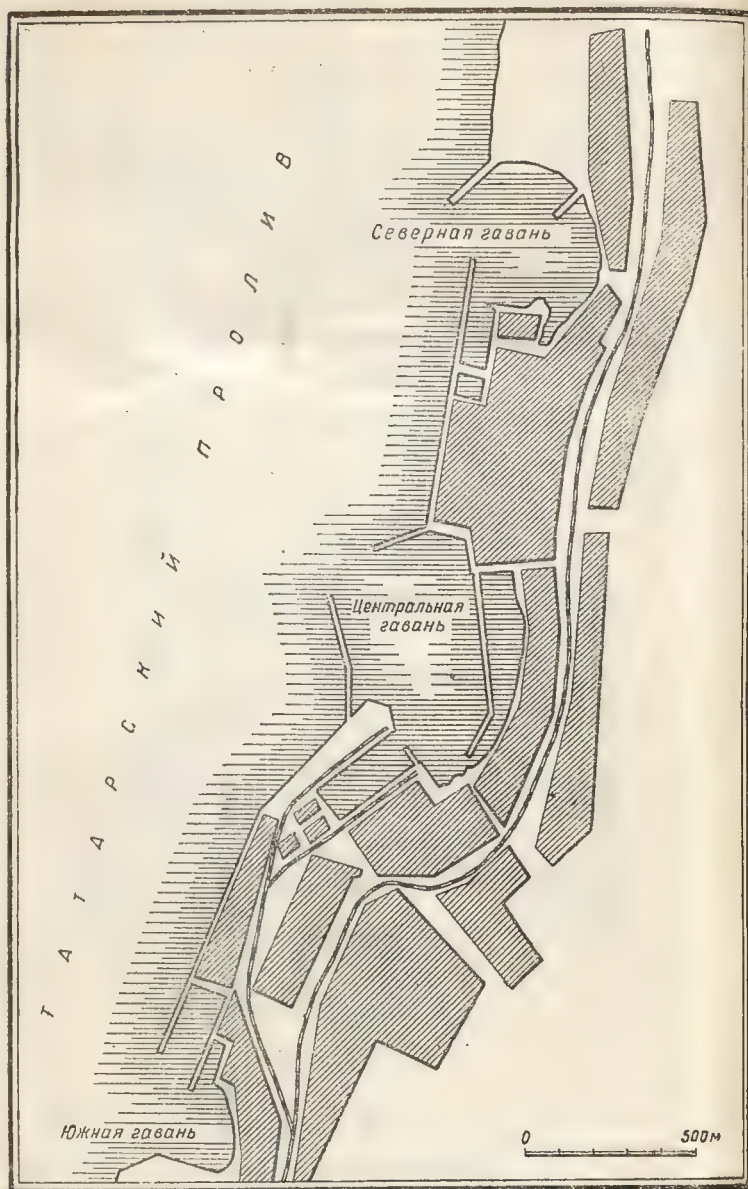 ТАТАРСКИЙ ПРОЛИВ
Северная гавань
Центральная
гавань
Южная гавань
0 500м